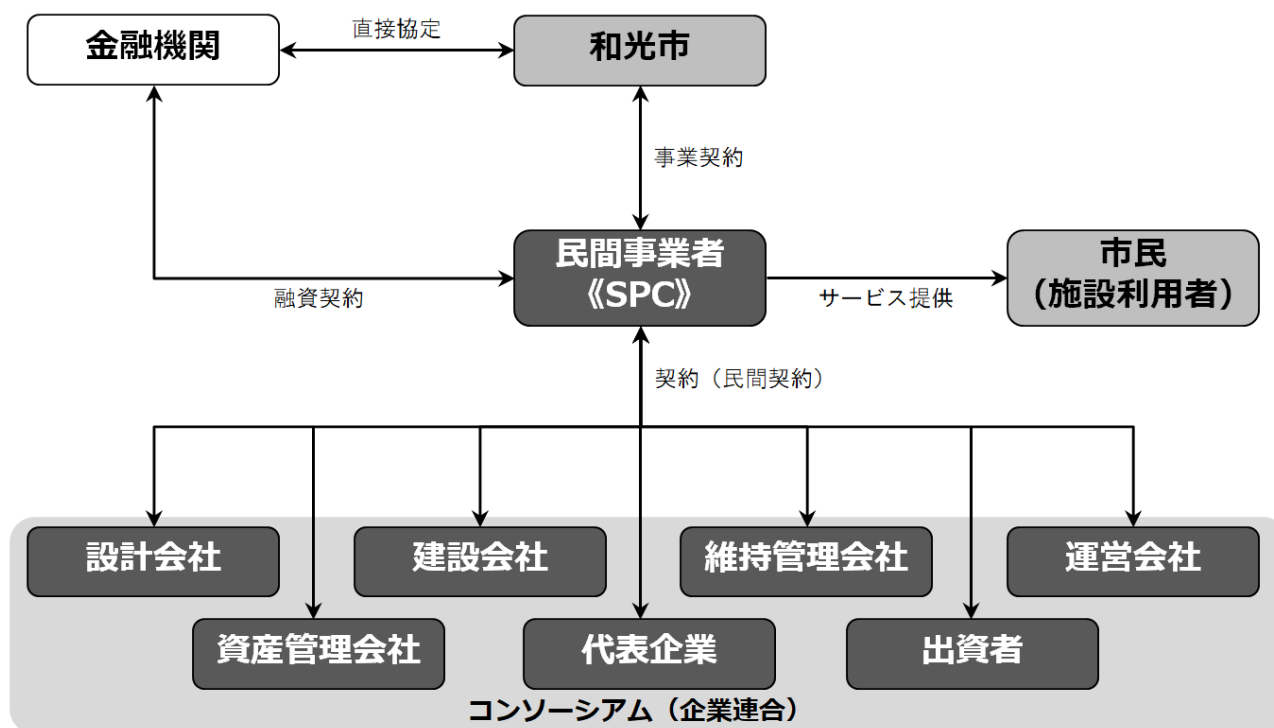 金融機関
直接協定
和光市
事業契約
民間事業者
《SPC》
融資契約
サービス提供
市民
（施設利用者）
契約（民間契約）
設計会社
建設会社
維持管理会社
運営会社
資産管理会社
代表企業
出資者
コンソーシアム（企業連合）